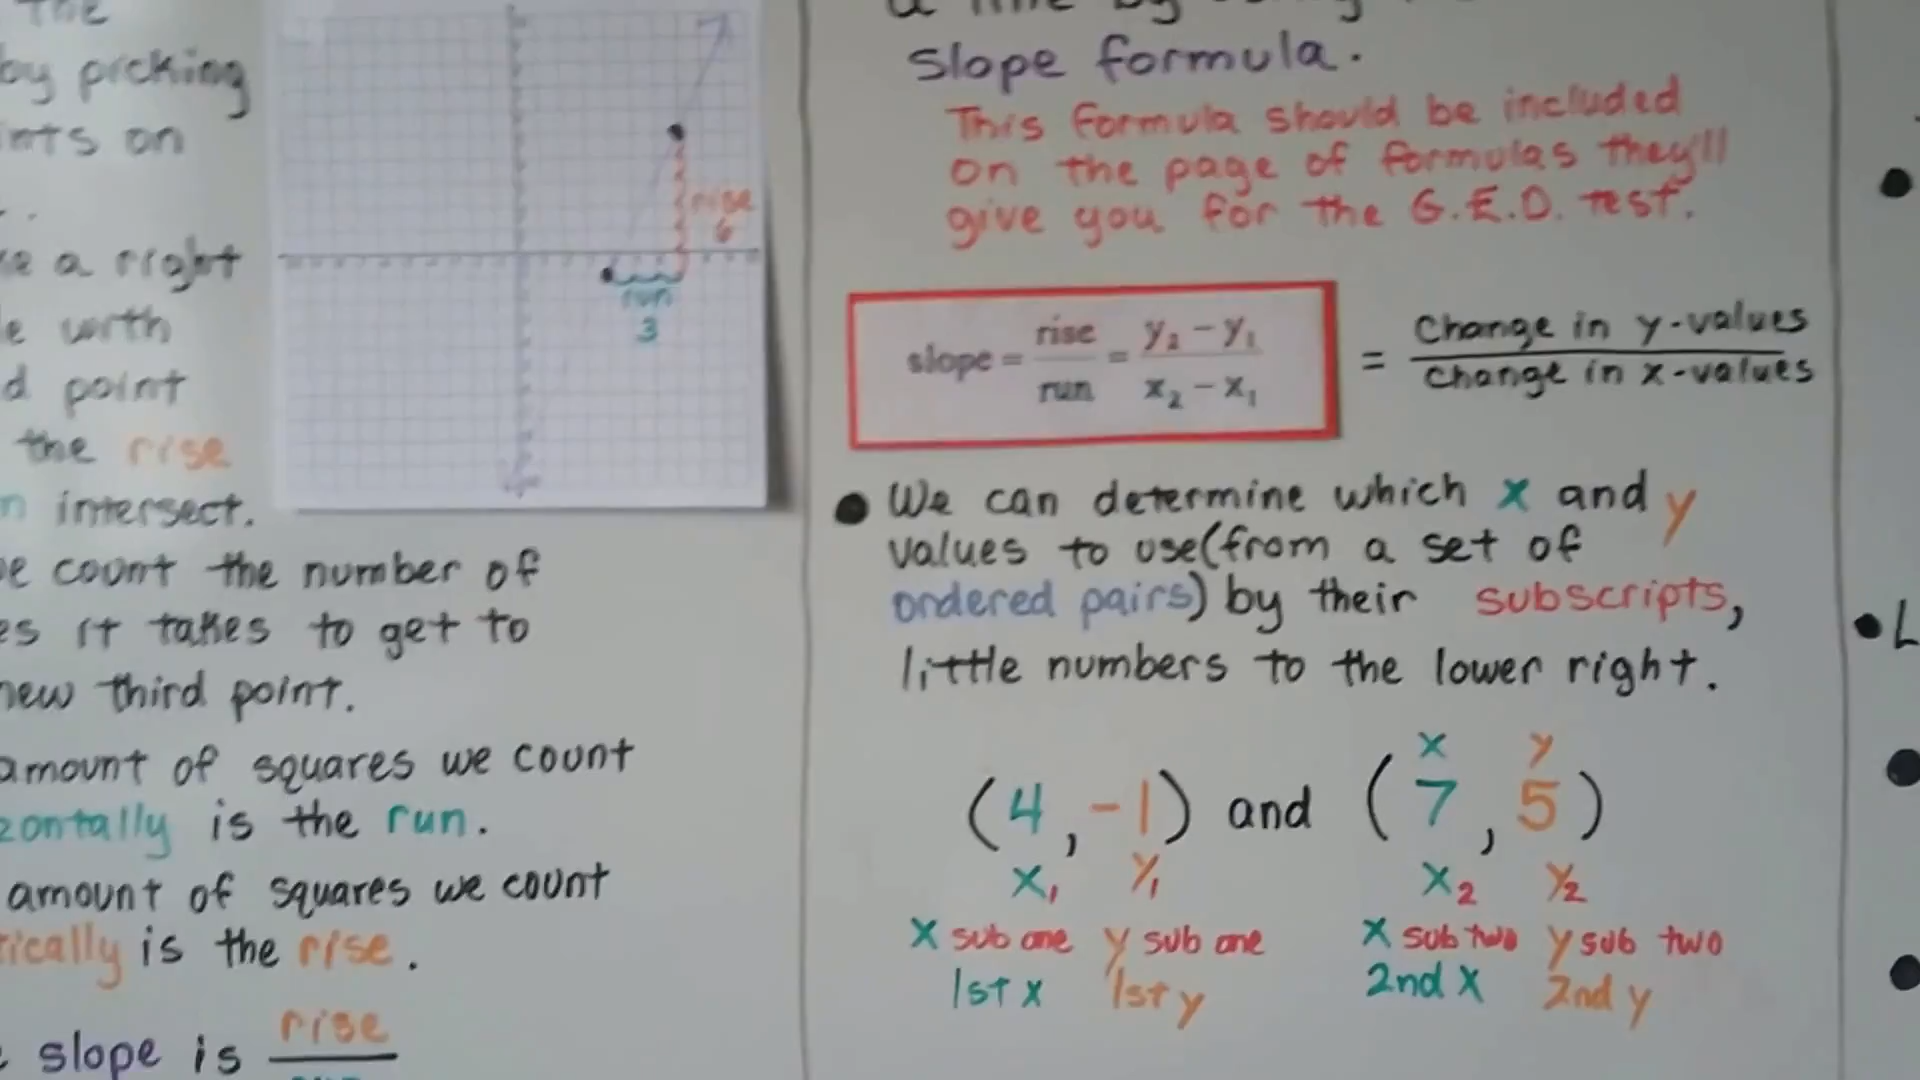 The
by picking
on
a right
with
point
the rise
intersect.
count the number of
it takes to get to
new third point.
amount of squares we count
is the run.
amount of squares we count
is the rise.
slope is rise
rise
6
run
3
slope formula.
This formula should be included
on the page of formulas they'll
give you for the G.E.D. test.
slope = rise/run = y₂ - y₁/x₂ - x₁ = Change in y-values/Change in x-values
We can determine which x and y
values to use (from a set of
ordered pairs) by their subscripts,
little numbers to the lower right.
x y
(4, -1) and (7, 5)
x₁ y₁ x₂ y₂
x sub one y sub one x sub two y sub two
1st x 1st y 2nd x 2nd y